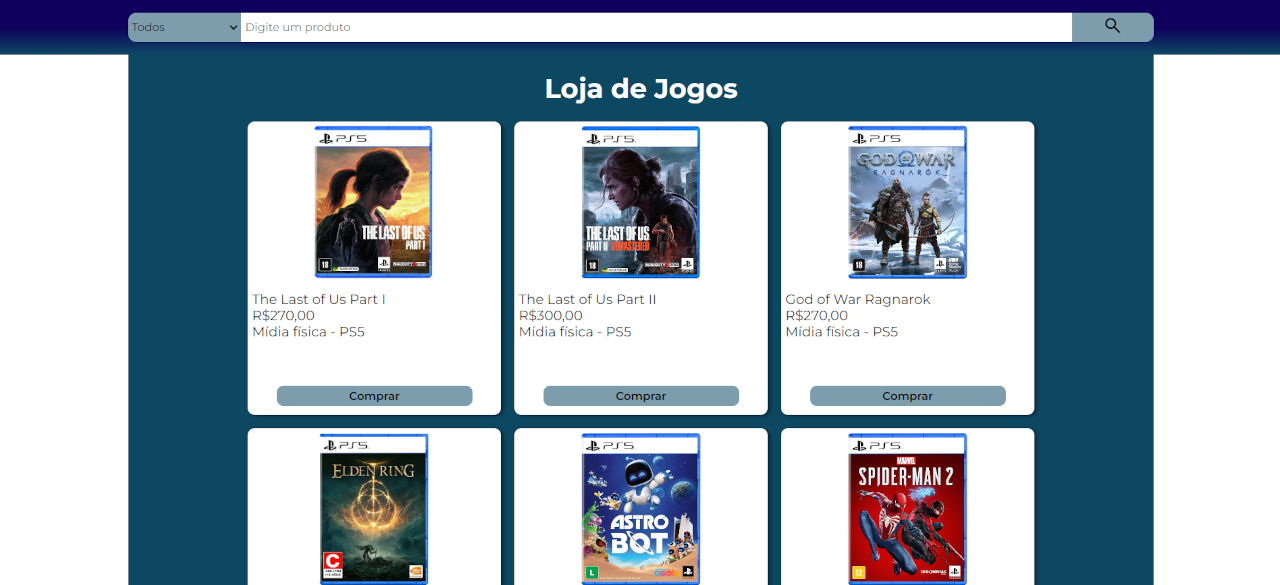 Todos
Digite um produto
Loja de Jogos
PS5
THE LAST OF US
PART I
18
PS5
THE LAST OF US
PART II REMASTERED
18
PS5
GOD OF WAR
RAGNARÖK
18
The Last of Us Part I
R$270,00
Mídia física - PS5
Comprar
The Last of Us Part II
R$300,00
Mídia física - PS5
Comprar
God of War Ragnarok
R$270,00
Mídia física - PS5
Comprar
PS5
ELDEN RING
C
PS5
ASTRO
BOT
L
PS5
MARVEL
SPIDER-MAN 2
12
INSOMNIAC